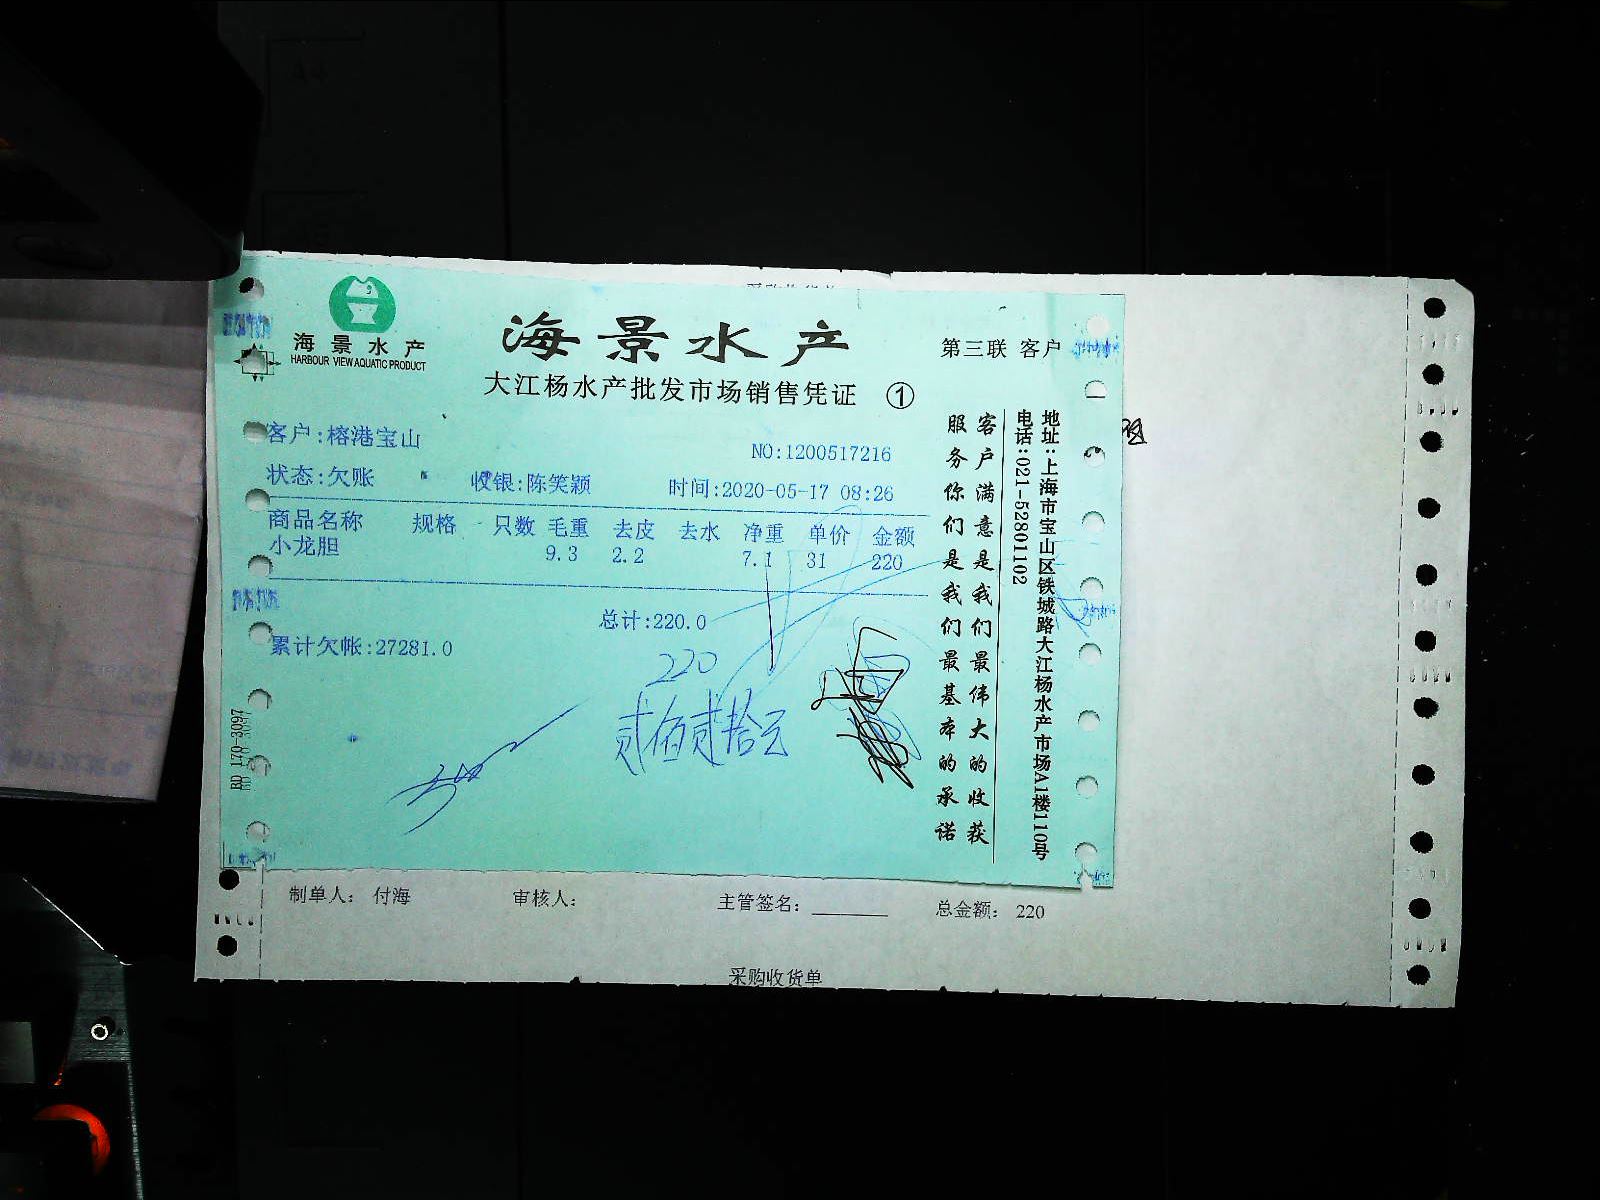 海景水产
HARBOUR VIEW AQUATIC PRODUCT
海景水产
第三联 客户
大江杨水产批发市场销售凭证 ①
客户:榕港宝山
NO:1200517216
状态:欠账 收银:陈笑颖 时间:2020-05-17 08:26
商品名称 规格 只数 毛重 去皮 去水 净重 单价 金额
小龙胆 9.3 2.2 7.1 31 220
总计:220.0
累计欠帐:27281.0
220
贰佰贰拾元
客户满意是我们最伟大的收获
服务你们是我们最基本的承诺
地址:上海市宝山区铁城路大江杨水产市场A1楼110号
电话:021-52801102
BD 170-3097
制单人: 付海 审核人: 主管签名: 总金额: 220
采购收货单